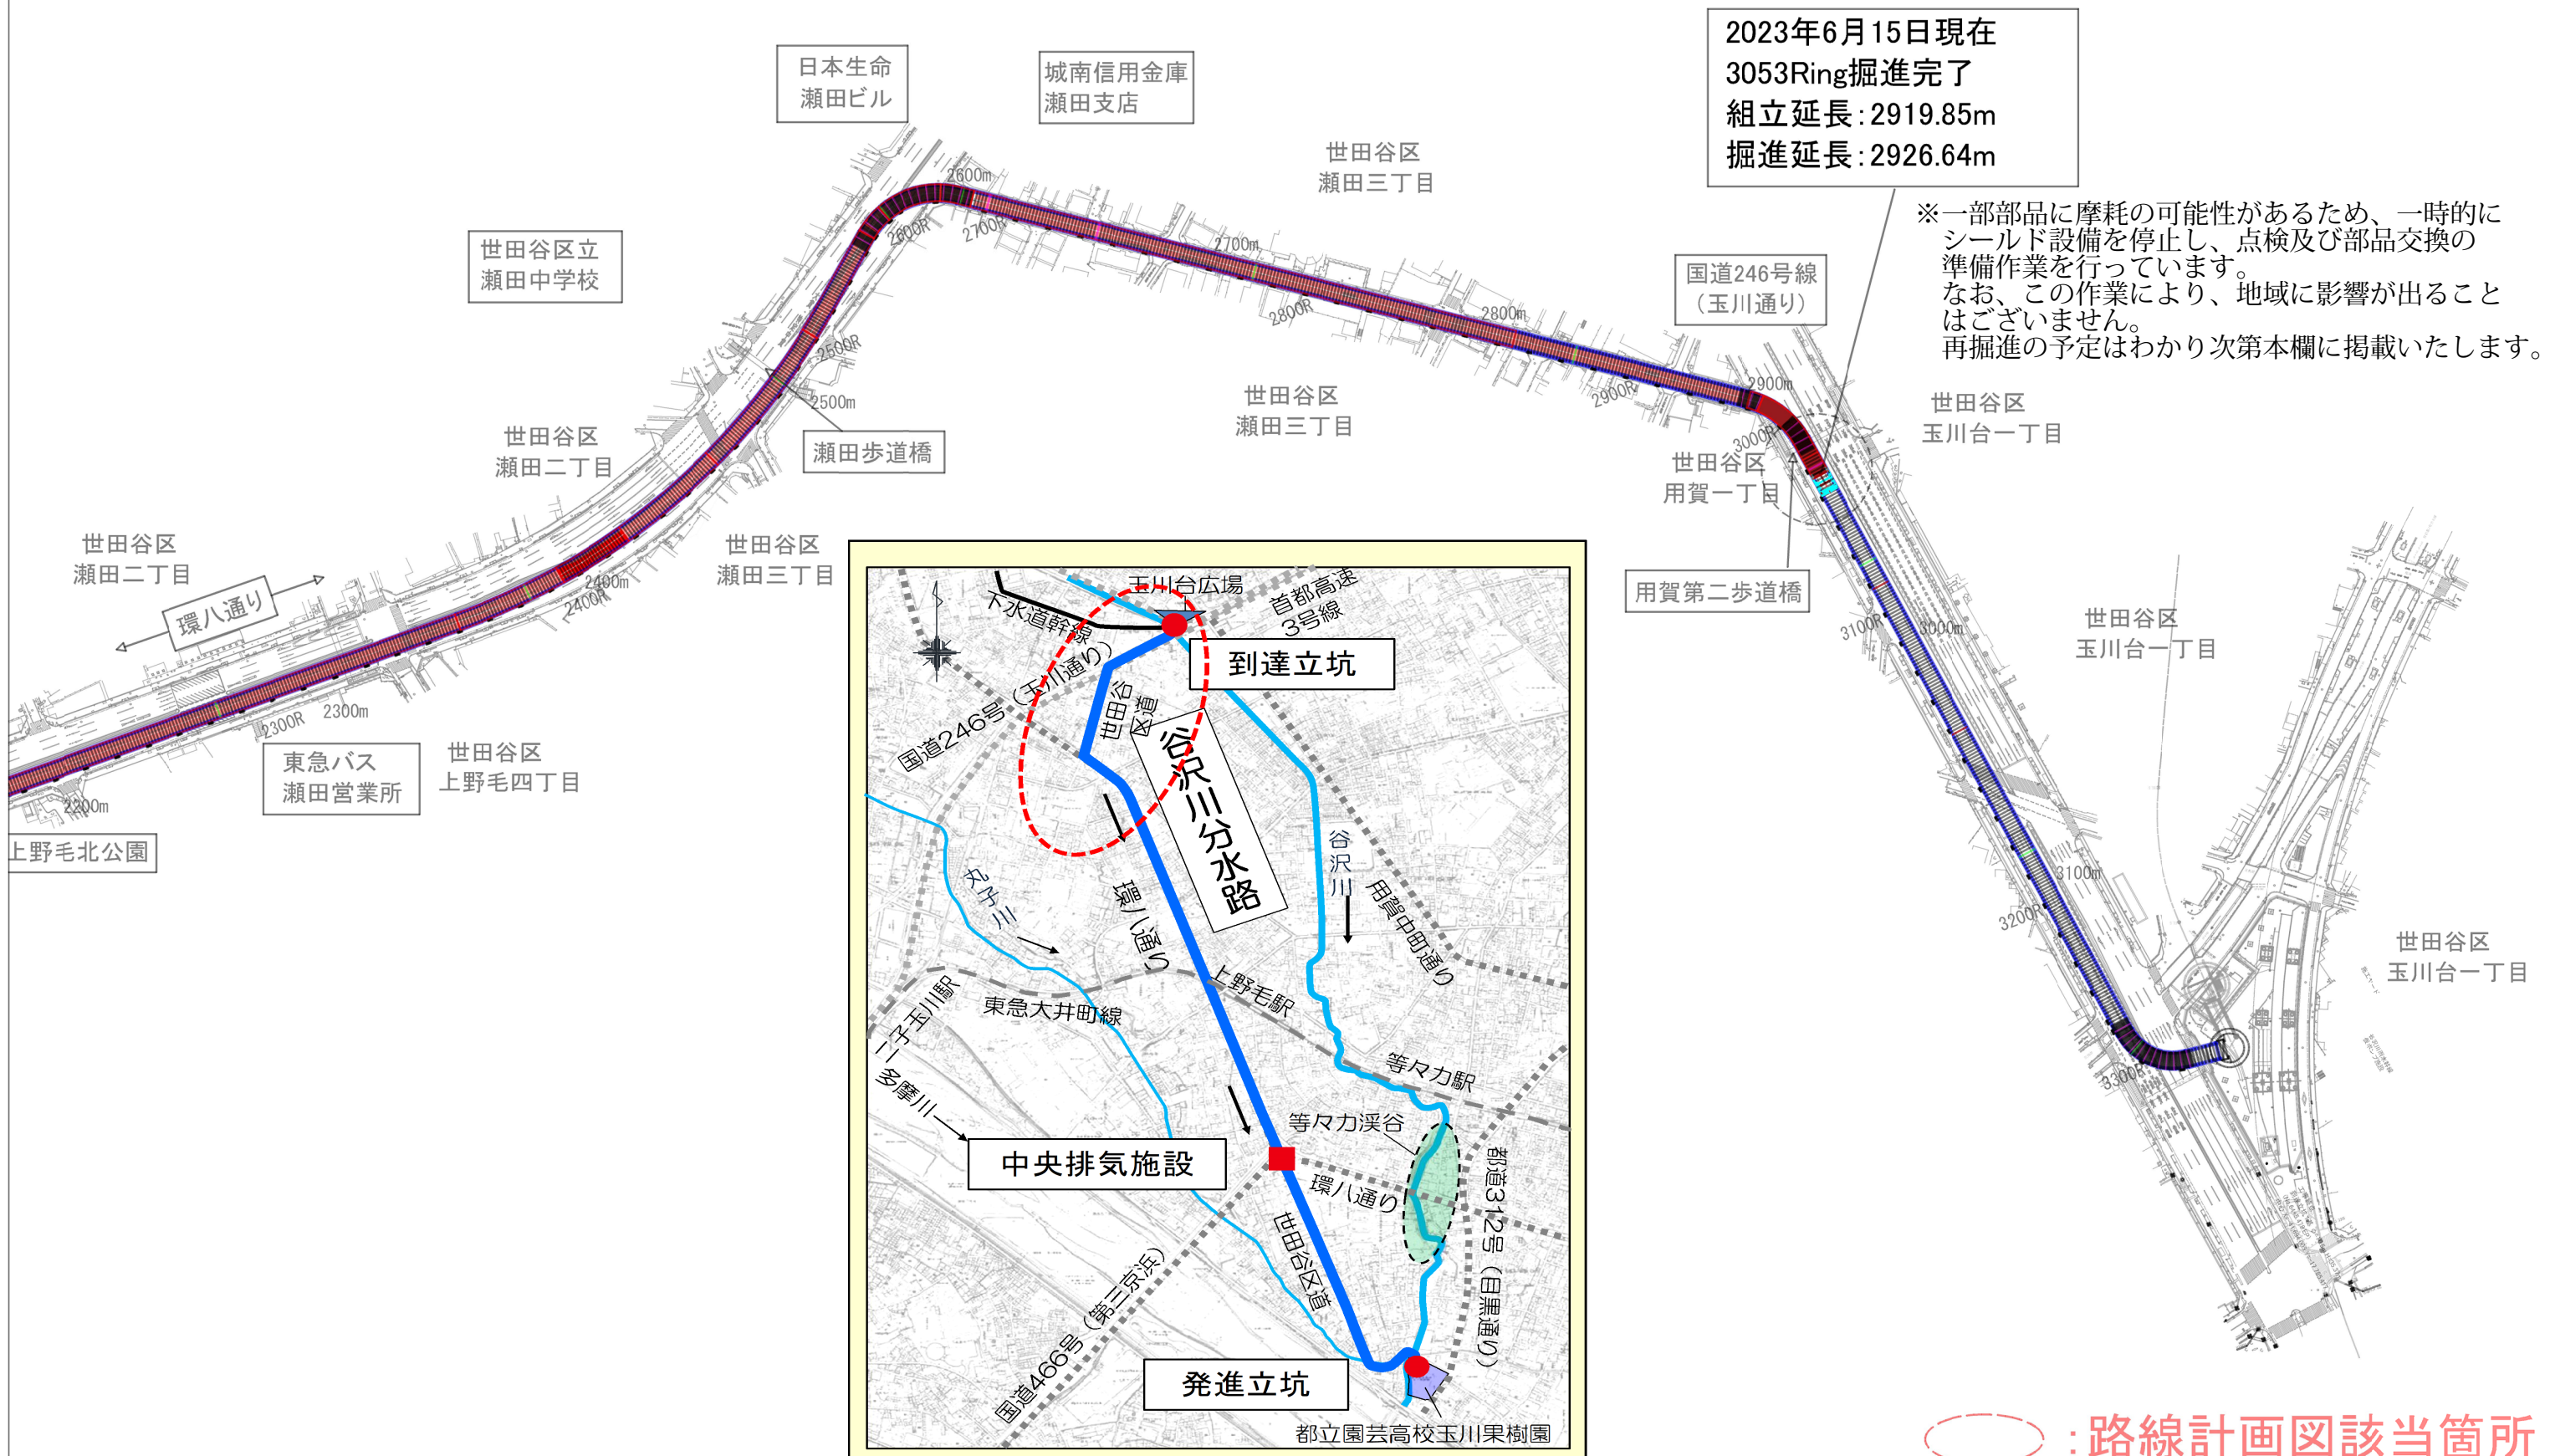 2023年6月15日現在
3053Ring掘進完了
組立延長:2919.85m
掘進延長:2926.64m
※一部部品に摩耗の可能性があるため、一時的に
シールド設備を停止し、点検及び部品交換の
準備作業を行っています。
なお、この作業により、地域に影響が出ること
はございません。
再掘進の予定はわかり次第本欄に掲載いたします。
日本生命
瀬田ビル
城南信用金庫
瀬田支店
世田谷区
瀬田三丁目
2600m
2600R
2700R
2700m
世田谷区立
瀬田中学校
国道246号線
(玉川通り)
2800R
2800m
2500R
2500m
2900m
2900R
世田谷区
瀬田三丁目
世田谷区
玉川台一丁目
3000R
世田谷区
瀬田二丁目
瀬田歩道橋
世田谷区
用賀一丁目
世田谷区
瀬田二丁目
世田谷区
瀬田三丁目
2400m
2400R
環八通り
用賀第二歩道橋
3100R
3000m
世田谷区
玉川台一丁目
2300R
2300m
東急バス
瀬田営業所
世田谷区
上野毛四丁目
2200m
上野毛北公園
3100m
3200R
世田谷区
玉川台一丁目
3300R
玉川台広場
首都高速
3号線
下水道幹線
到達立坑
国道246号(玉川通り)
世田谷
区道
谷沢川分水路
谷沢川
丸子川
環八通り
用賀中町通り
上野毛駅
二子玉川駅
東急大井町線
等々力駅
多摩川
等々力渓谷
中央排気施設
環八通り
都道312号(目黒通り)
世田谷区道
国道466号(第三京浜)
発進立坑
都立園芸高校玉川果樹園
:路線計画図該当箇所